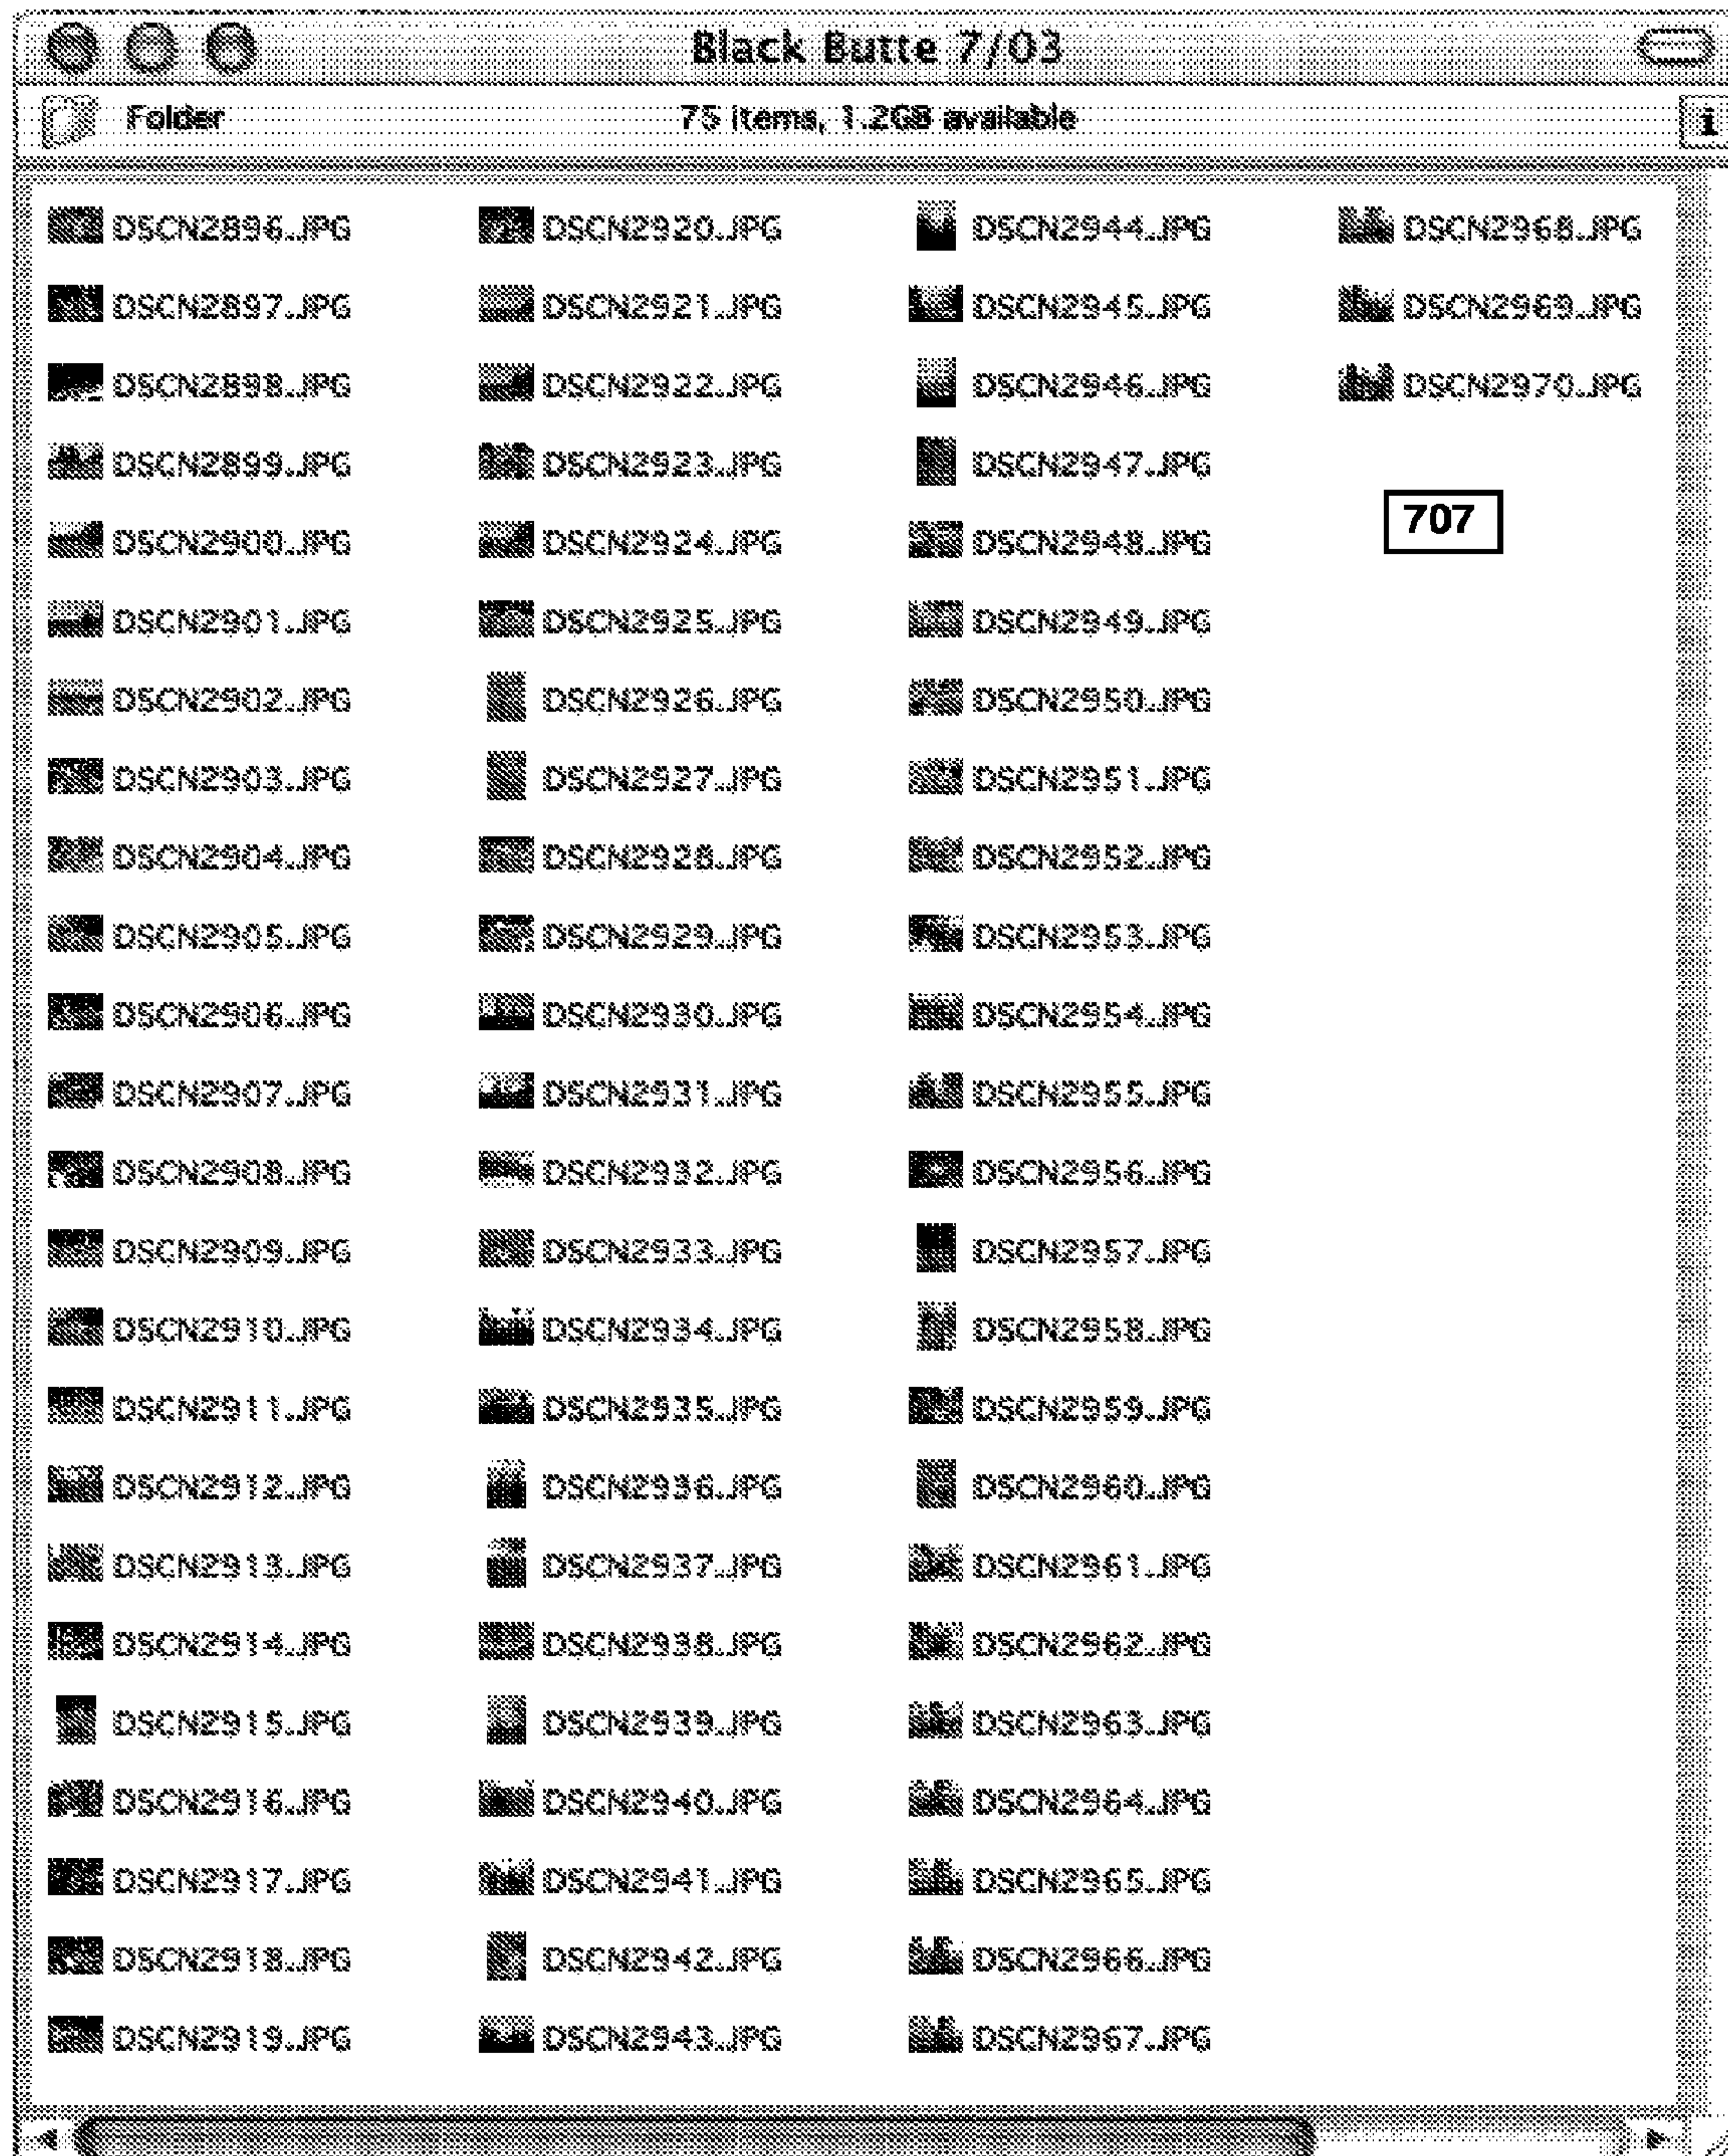 Black Butte 7/03
Folder 75 items, 1.2GB available i
DSCN2896.JPG DSCN2920.JPG DSCN2944.JPG DSCN2968.JPG
DSCN2897.JPG DSCN2921.JPG DSCN2945.JPG DSCN2969.JPG
DSCN2898.JPG DSCN2922.JPG DSCN2946.JPG DSCN2970.JPG
DSCN2899.JPG DSCN2923.JPG DSCN2947.JPG
707
DSCN2900.JPG DSCN2924.JPG DSCN2948.JPG
DSCN2901.JPG DSCN2925.JPG DSCN2949.JPG
DSCN2902.JPG DSCN2926.JPG DSCN2950.JPG
DSCN2903.JPG DSCN2927.JPG DSCN2951.JPG
DSCN2904.JPG DSCN2928.JPG DSCN2952.JPG
DSCN2905.JPG DSCN2929.JPG DSCN2953.JPG
DSCN2906.JPG DSCN2930.JPG DSCN2954.JPG
DSCN2907.JPG DSCN2931.JPG DSCN2955.JPG
DSCN2908.JPG DSCN2932.JPG DSCN2956.JPG
DSCN2909.JPG DSCN2933.JPG DSCN2957.JPG
DSCN2910.JPG DSCN2934.JPG DSCN2958.JPG
DSCN2911.JPG DSCN2935.JPG DSCN2959.JPG
DSCN2912.JPG DSCN2936.JPG DSCN2960.JPG
DSCN2913.JPG DSCN2937.JPG DSCN2961.JPG
DSCN2914.JPG DSCN2938.JPG DSCN2962.JPG
DSCN2915.JPG DSCN2939.JPG DSCN2963.JPG
DSCN2916.JPG DSCN2940.JPG DSCN2964.JPG
DSCN2917.JPG DSCN2941.JPG DSCN2965.JPG
DSCN2918.JPG DSCN2942.JPG DSCN2966.JPG
DSCN2919.JPG DSCN2943.JPG DSCN2967.JPG